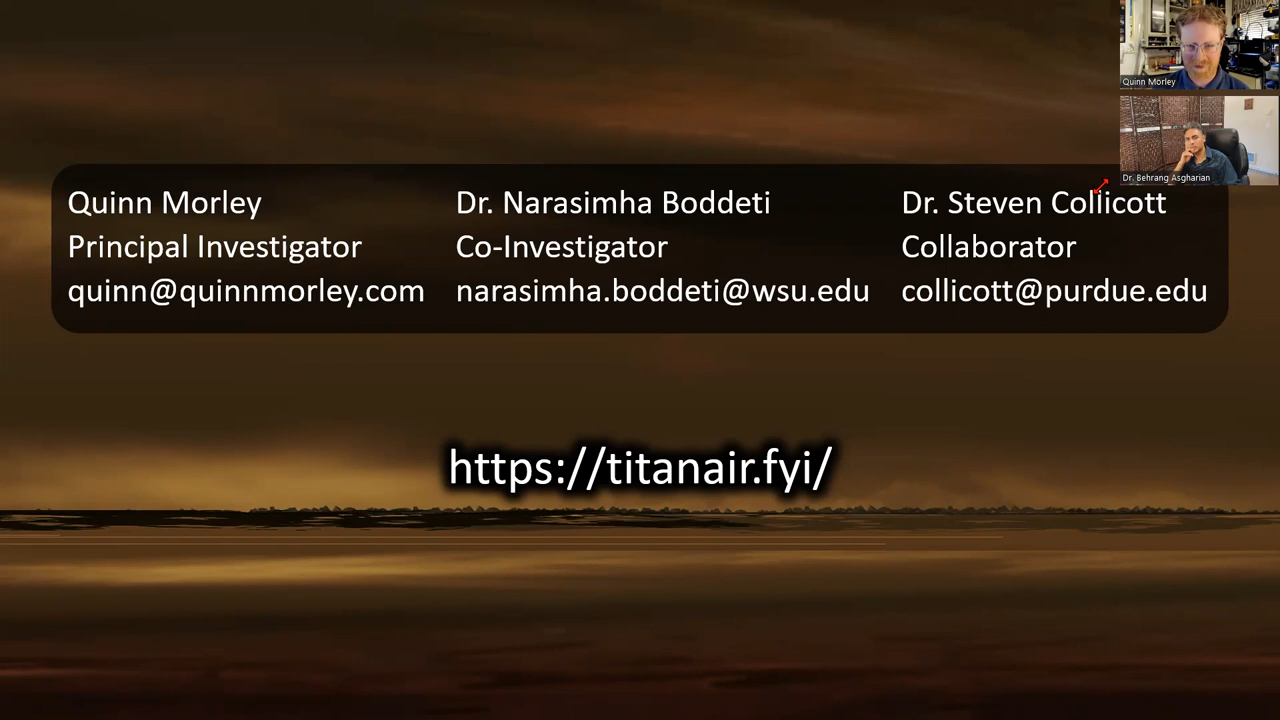 Quinn Morley
Dr. Behrang Asgharian
Quinn Morley
Principal Investigator
quinn@quinnmorley.com
Dr. Narasimha Boddeti
Co-Investigator
narasimha.boddeti@wsu.edu
Dr. Steven Collicott
Collaborator
collicott@purdue.edu
https://titanair.fyi/